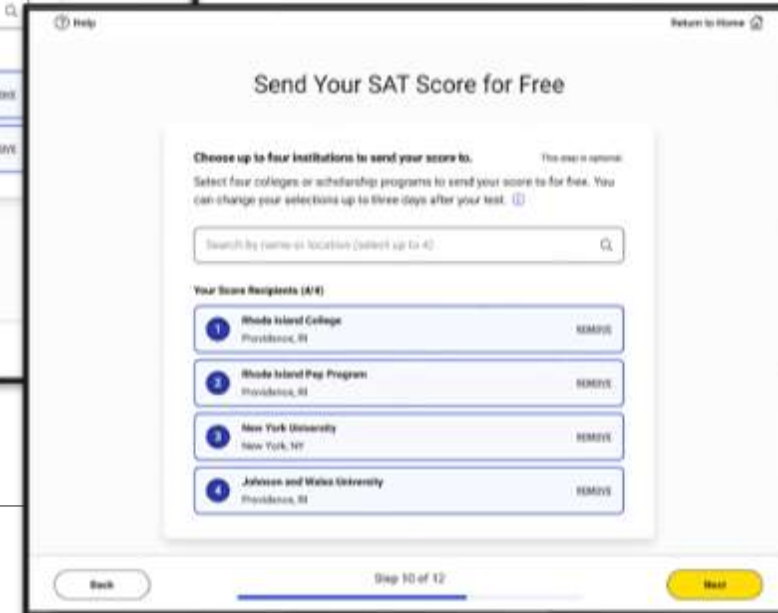 Help
Return to Home
Send Your SAT Score for Free
Choose up to four institutions to send your score to.
This step is optional
Select four colleges or scholarship programs to send your score to for free. You
can change your selections up to three days after your test.
Search by name or location (select up to 4)
Your Score Recipients (4/4)
1
Rhode Island College
Providence, RI
REMOVE
2
Rhode Island Pep Program
Providence, RI
REMOVE
3
New York University
New York, NY
REMOVE
4
Johnson and Wales University
Providence, RI
REMOVE
Back
Step 10 of 12
Next